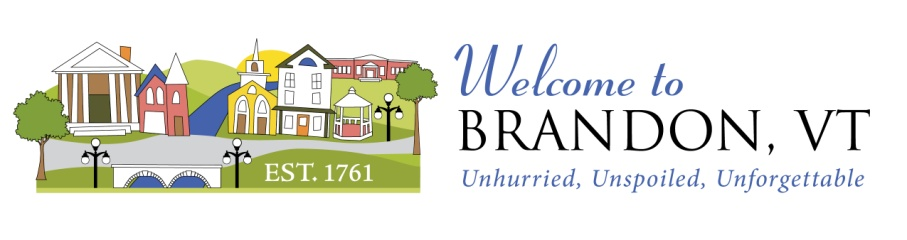 EST. 1761
Welcome to
BRANDON, VT
Unhurried, Unspoiled, Unforgettable